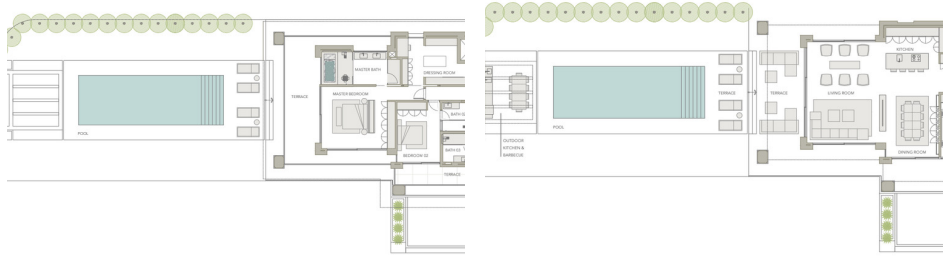 MASTER BATH
DRESSING ROOM
TERRACE
MASTER BEDROOM
BATH 02
POOL
BEDROOM 02
BATH 03
TERRACE
KITCHEN
TERRACE
TERRACE
LIVING ROOM
POOL
OUTDOOR
KITCHEN &
BARBECUE
DINING ROOM